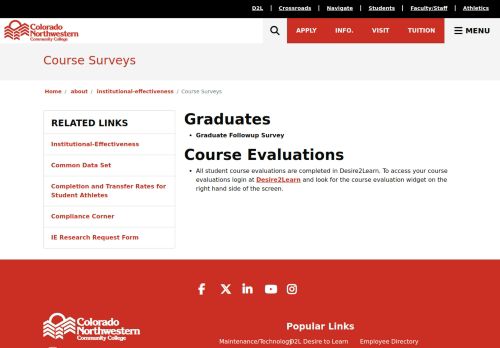 D2L | Crossroads | Navigate | Students | Faculty/Staff | Athletics
Colorado
Northwestern
Community College
APPLY INFO. VISIT TUITION MENU
Course Surveys
Home / about / institutional-effectiveness / Course Surveys
RELATED LINKS
Institutional-Effectiveness
Common Data Set
Completion and Transfer Rates for
Student Athletes
Compliance Corner
IE Research Request Form
Graduates
• Graduate Followup Survey
Course Evaluations
• All student course evaluations are completed in Desire2Learn. To access your course
evaluations login at Desire2Learn and look for the course evaluation widget on the
right hand side of the screen.
Colorado
Northwestern
Community College
Popular Links
Maintenance/Technology D2L Desire to Learn Employee Directory